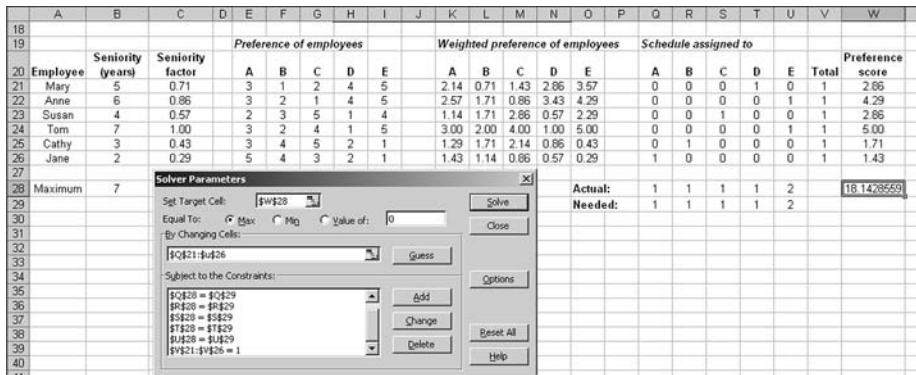 A B C D E F G H I J K L M N O P Q R S T U V W
18
19 Preference of employees Weighted preference of employees Schedule assigned to
Seniority Seniority Preference
20 Employee (years) factor A B C D E A B C D E A B C D E Total score
21 Mary 5 0.71 3 1 2 4 5 2.14 0.71 1.43 2.86 3.57 0 0 0 1 0 1 2.86
22 Anne 6 0.86 3 2 1 4 5 2.57 1.71 0.86 3.43 4.29 0 0 0 0 1 1 4.29
23 Susan 4 0.57 2 3 5 1 4 1.14 1.71 2.86 0.57 2.29 0 0 1 0 0 1 2.86
24 Tom 7 1.00 3 2 4 1 5 3.00 2.00 4.00 1.00 5.00 0 0 0 0 1 1 5.00
25 Cathy 3 0.43 3 4 5 2 1 1.29 1.71 2.14 0.86 0.43 0 1 0 0 0 1 1.71
26 Jane 2 0.29 5 4 3 2 1 1.43 1.14 0.86 0.57 0.29 1 0 0 0 0 1 1.43
27
Solver Parameters
28 Maximum 7 Actual: 1 1 1 1 2 18.1428559
29 Needed: 1 1 1 1 2
30
31
32
33
34
35
36
37
38
39
40
Set Target Cell: $W$28 Solve
Equal To: Max Min Value of: 0
Close
By Changing Cells:
$Q$21:$u$26 Guess
Subject to the Constraints: Options
$Q$28 = $Q$29 Add
$R$28 = $R$29
$S$28 = $S$29 Change
$T$28 = $T$29
$U$28 = $U$29 Delete Reset All
$V$21:$V$26 = 1
Help